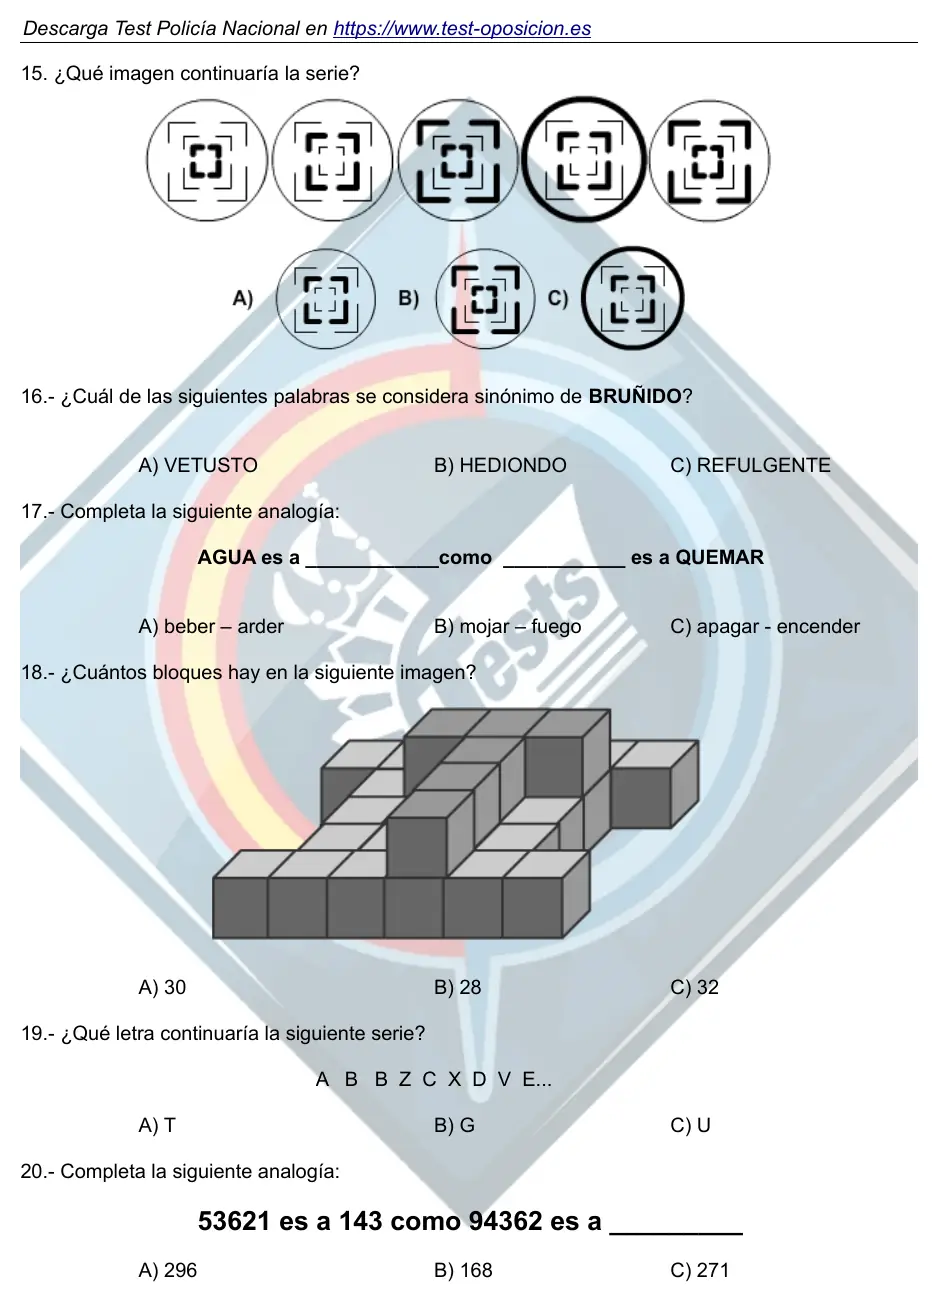 Descarga Test Policía Nacional en https://www.test-oposicion.es
15. ¿Qué imagen continuaría la serie?
A) B) C)
16.- ¿Cuál de las siguientes palabras se considera sinónimo de BRUÑIDO?
A) VETUSTO B) HEDIONDO C) REFULGENTE
17.- Completa la siguiente analogía:
AGUA es a ____________como ___________ es a QUEMAR
A) beber – arder B) mojar – fuego C) apagar - encender
Tests
18.- ¿Cuántos bloques hay en la siguiente imagen?
A) 30 B) 28 C) 32
19.- ¿Qué letra continuaría la siguiente serie?
A B B Z C X D V E...
A) T B) G C) U
20.- Completa la siguiente analogía:
53621 es a 143 como 94362 es a _________
A) 296 B) 168 C) 271